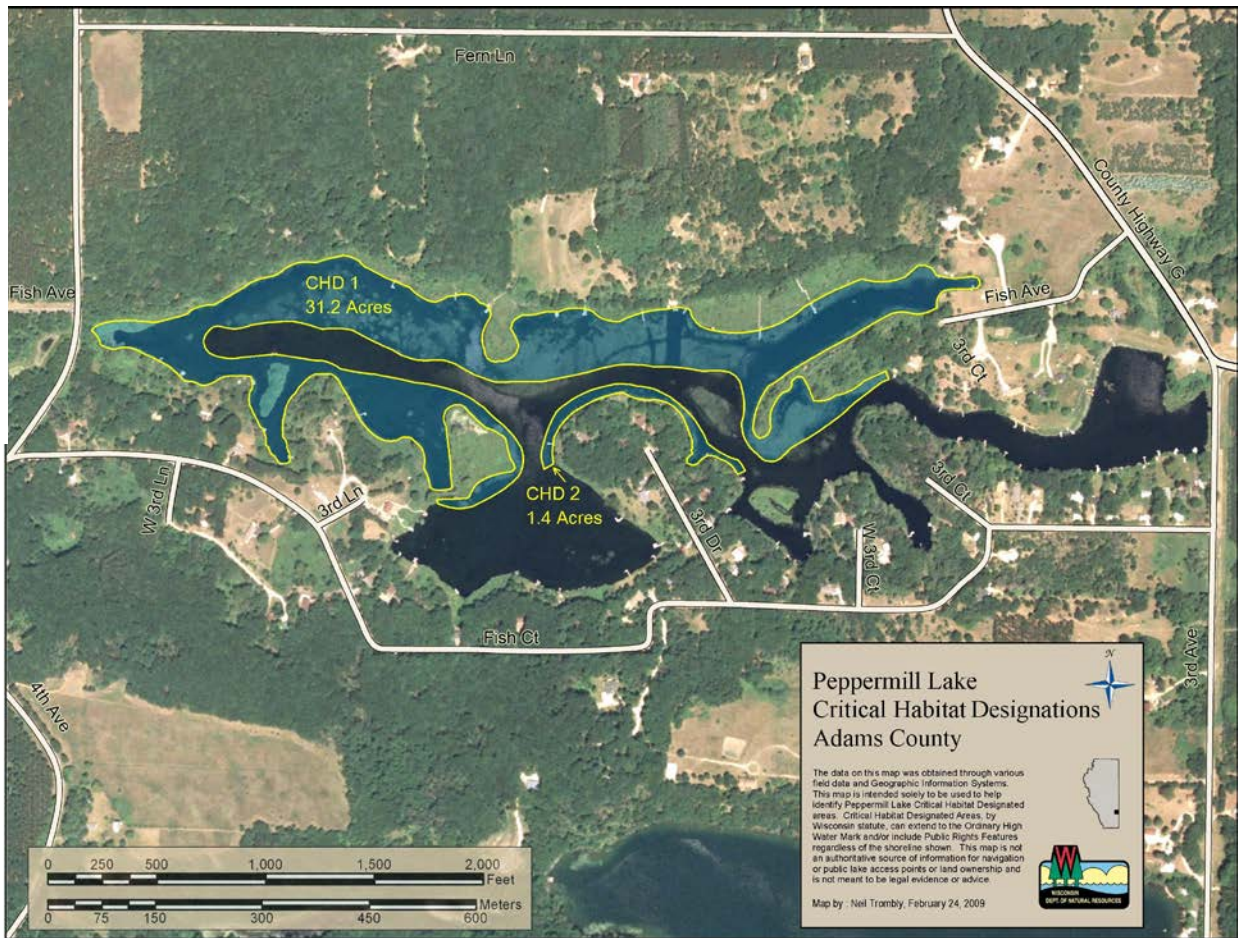 Fern Ln
County Highway G
CHD 1
31.2 Acres
Fish Ave
Fish Ave
3rd Ct
CHD 2
1.4 Acres
W 3rd Ln
3rd Ln
3rd Dr
W 3rd Ct
3rd Ct
Fish Ct
4th Ave
3rd Ave
N
Peppermill Lake
Critical Habitat Designations
Adams County
The data on this map was obtained through various
field data and Geographic Information Systems.
This map is intended solely to be used to help
identify Peppermill Lake Critical Habitat Designated
areas. Critical Habitat Designated Areas, by
Wisconsin statute, can extend to the Ordinary High
Water Mark and/or include Public Rights Features
regardless of the shoreline shown. This map is not
an authoritative source of information for navigation
or public lake access points or land ownership and
is not meant to be legal evidence or advice.
Map by : Neil Trombly, February 24, 2009
W
WISCONSIN
DEPT. OF NATURAL RESOURCES
0 250 500 1,000 1,500 2,000
Feet
Meters
0 75 150 300 450 600